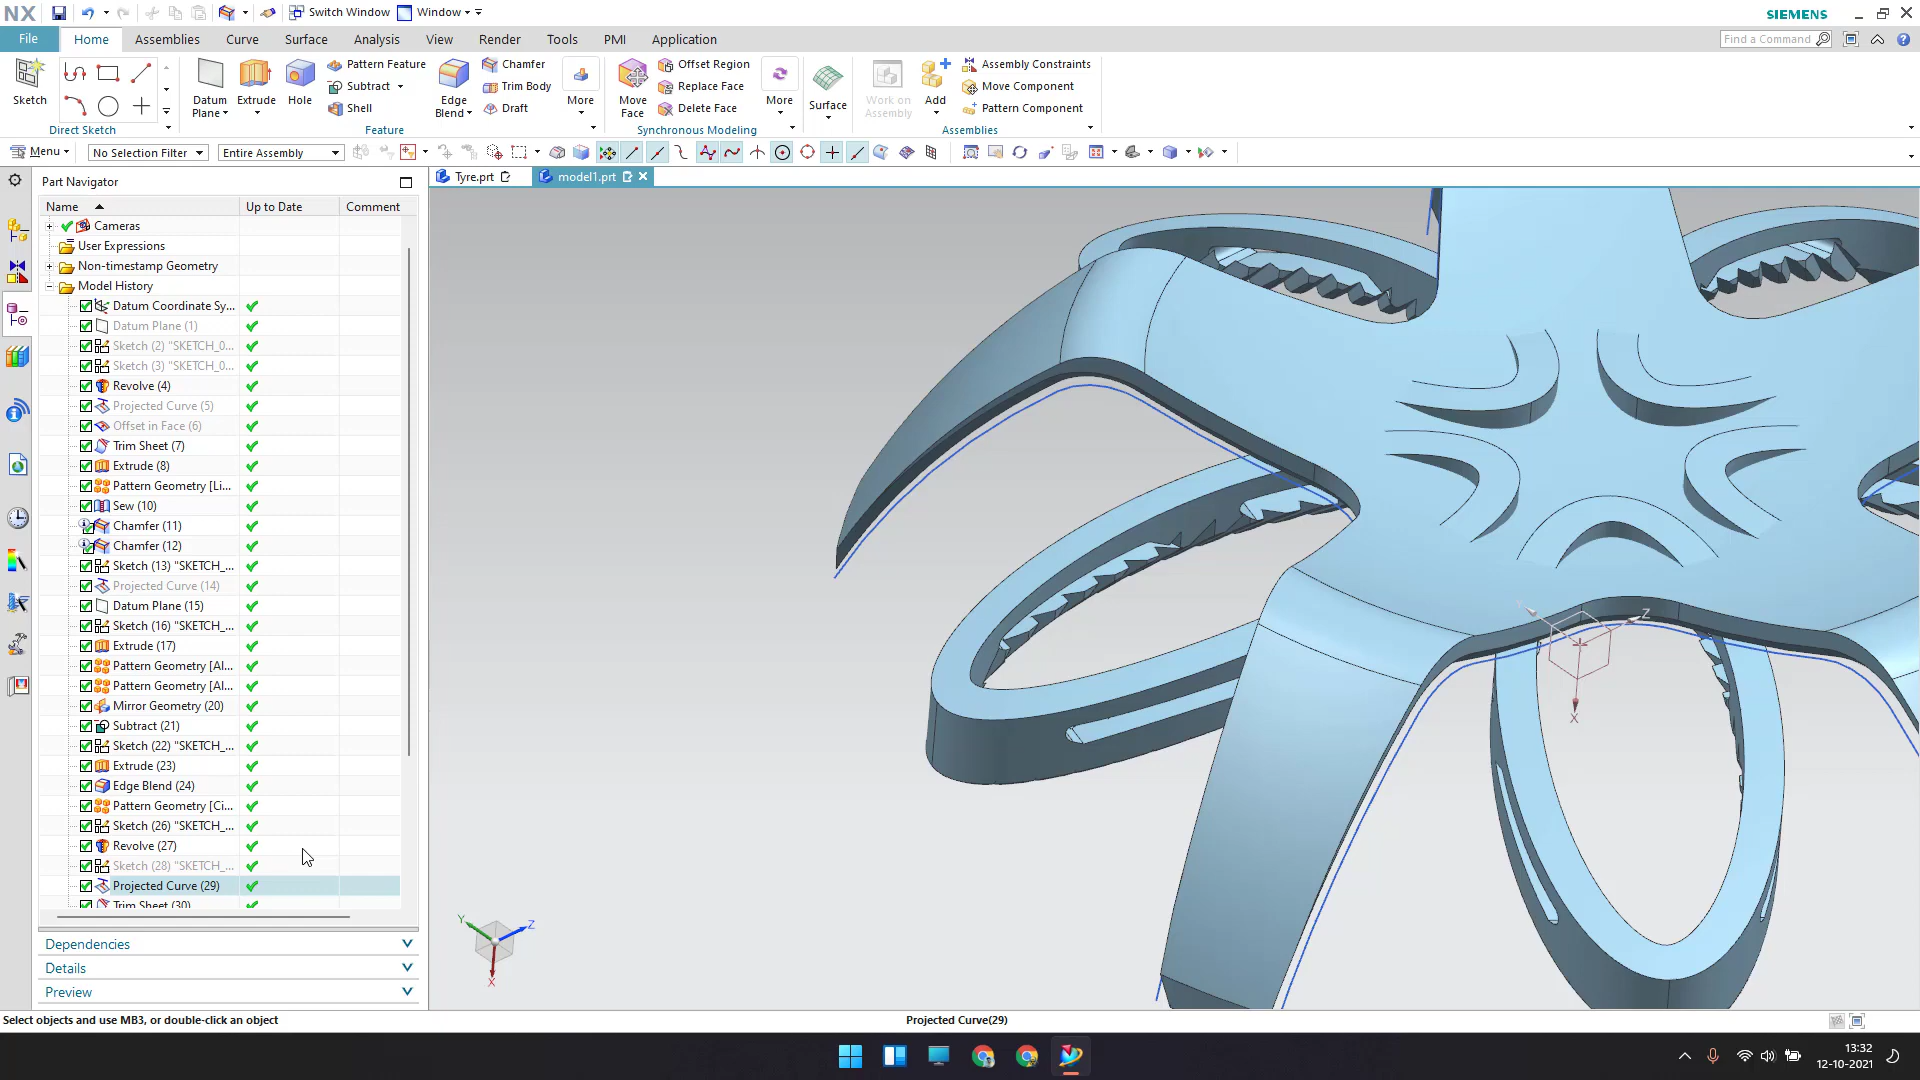 NX
Switch Window
Window
SIEMENS
File
Home
Assemblies
Curve
Surface
Analysis
View
Render
Tools
PMI
Application
Find a Command
Sketch
Direct Sketch
Datum Plane
Extrude
Hole
Pattern Feature
Subtract
Shell
Edge Blend
Chamfer
Trim Body
Draft
More
Feature
Move Face
Offset Region
Replace Face
Delete Face
More
Synchronous Modeling
Surface
Work on Assembly
Add
Assembly Constraints
Move Component
Pattern Component
Assemblies
Menu
No Selection Filter
Entire Assembly
Part Navigator
Tyre.prt
model1.prt
Name
Up to Date
Comment
Cameras
User Expressions
Non-timestamp Geometry
Model History
Datum Coordinate Sy...
Datum Plane (1)
Sketch (2) "SKETCH_0...
Sketch (3) "SKETCH_0...
Revolve (4)
Projected Curve (5)
Offset in Face (6)
Trim Sheet (7)
Extrude (8)
Pattern Geometry [Li...
Sew (10)
Chamfer (11)
Chamfer (12)
Sketch (13) "SKETCH_...
Projected Curve (14)
Datum Plane (15)
Sketch (16) "SKETCH_...
Extrude (17)
Pattern Geometry [Al...
Pattern Geometry [Al...
Mirror Geometry (20)
Subtract (21)
Sketch (22) "SKETCH_...
Extrude (23)
Edge Blend (24)
Pattern Geometry [Ci...
Sketch (26) "SKETCH_...
Revolve (27)
Sketch (28) "SKETCH_...
Projected Curve (29)
Trim Sheet (30)
Dependencies
Details
Preview
Y
Z
X
Y
Z
X
Select objects and use MB3, or double-click an object
Projected Curve(29)
13:32
12-10-2021